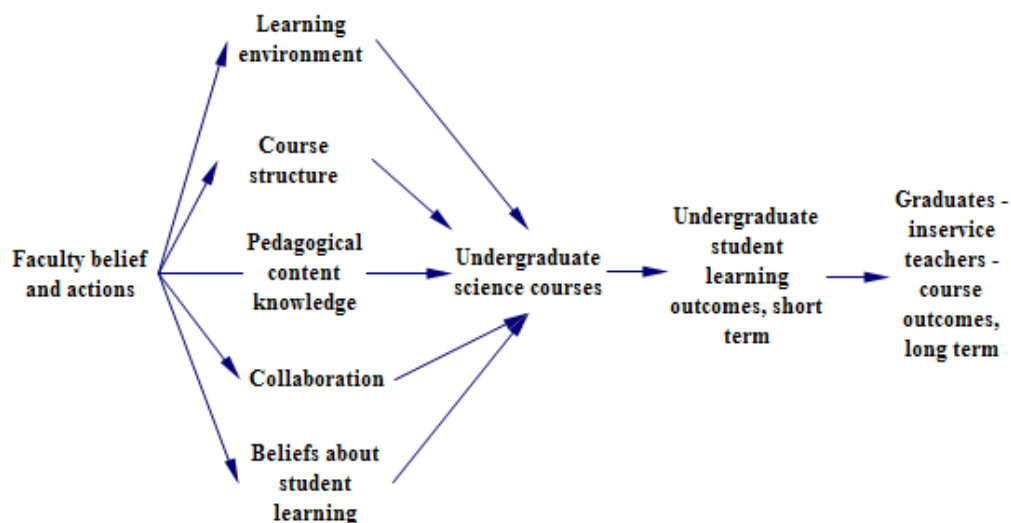 Learning
environment
Course
structure
Faculty belief
and actions
Pedagogical
content
knowledge
Collaboration
Beliefs about
student
learning
Undergraduate
science courses
Undergraduate
student
learning
outcomes, short
term
Graduates -
inservice
teachers -
course
outcomes,
long term